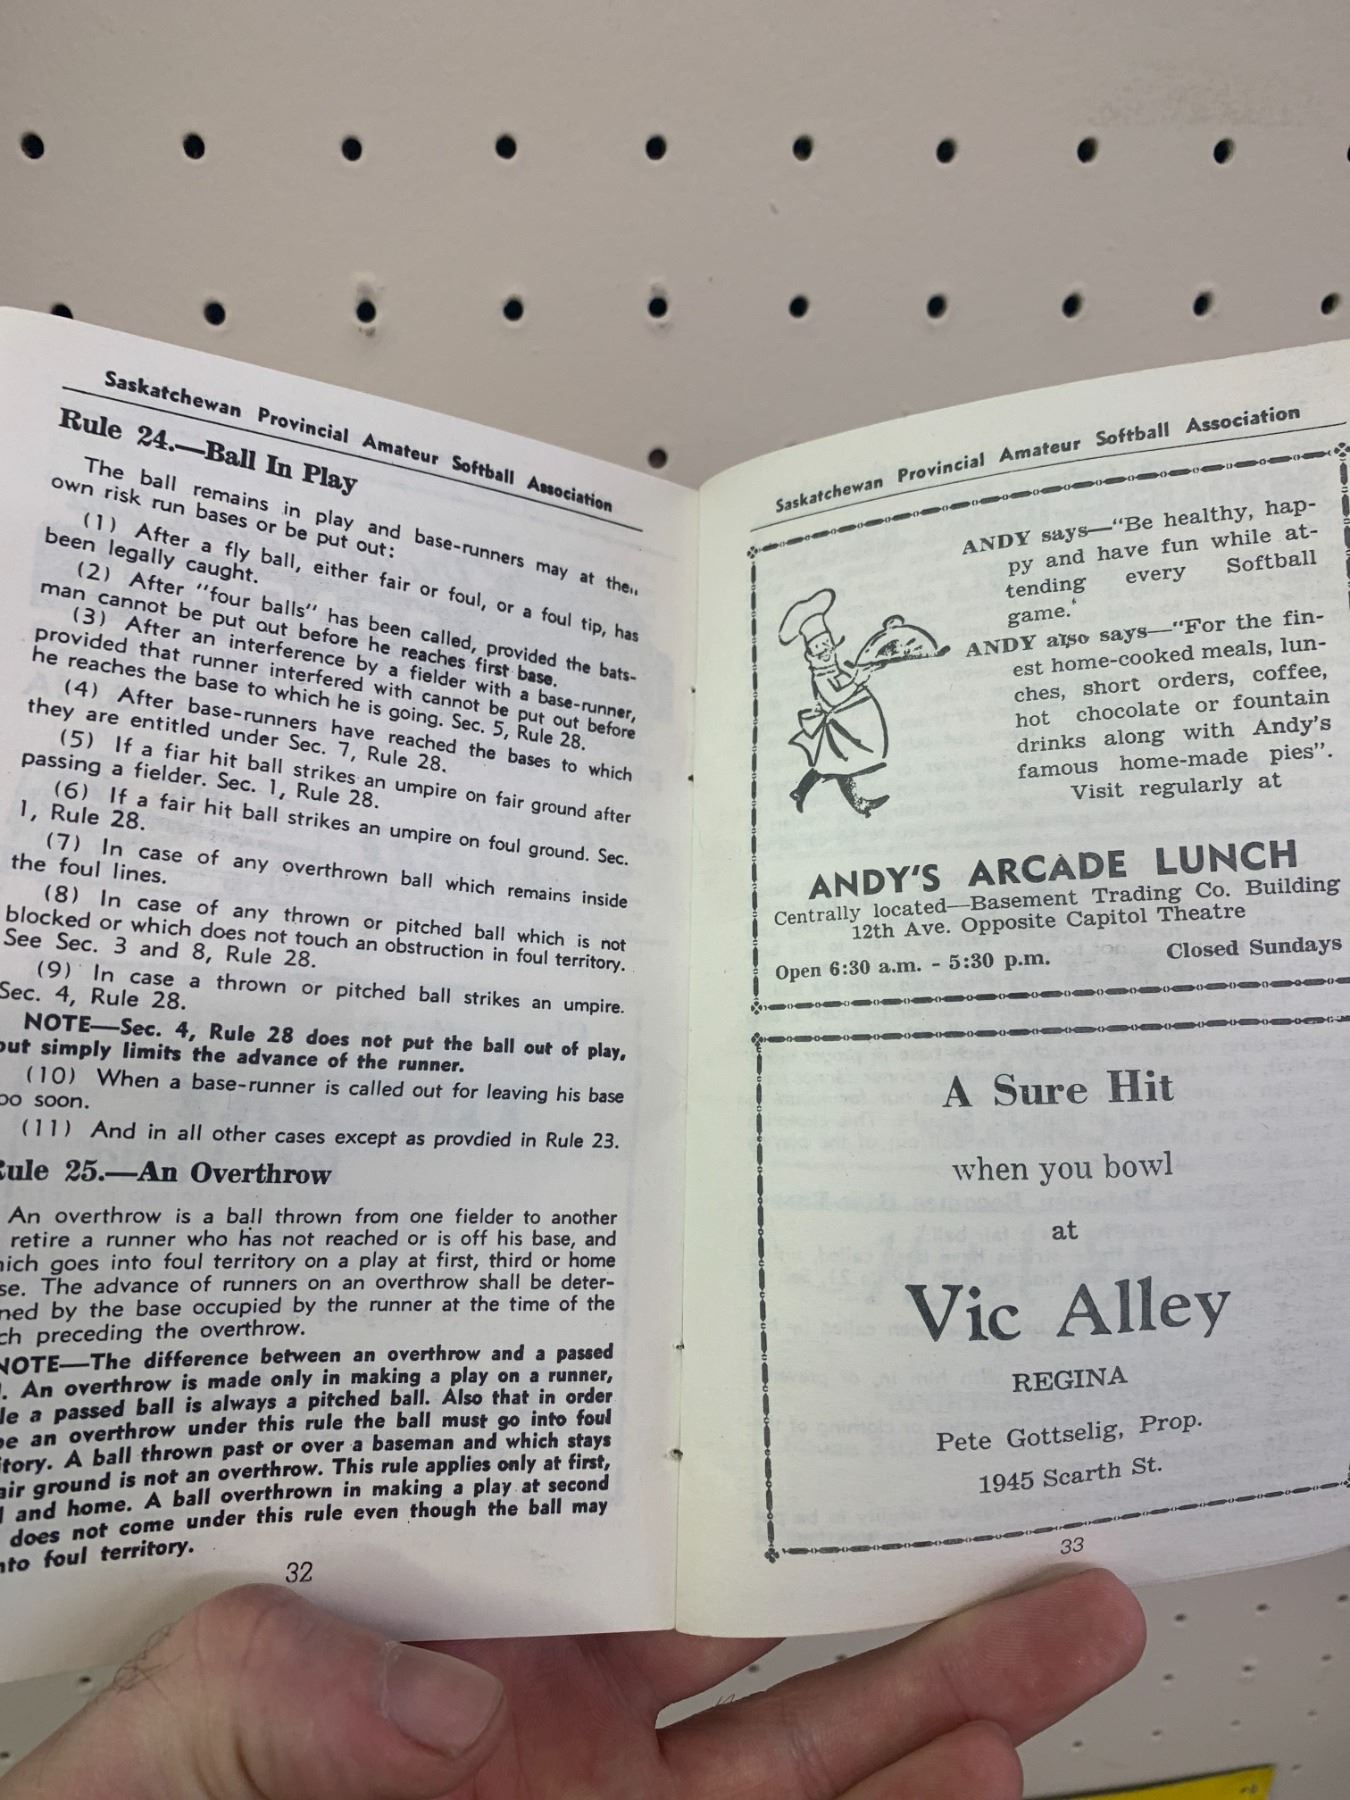 Saskatchewan Provincial Amateur Softball Association
Rule 24.—Ball In Play
The ball remains in play and base-runners may at the..
own risk run bases or be put out:
(1) After a fly ball, either fair or foul, or a foul tip, has
been legally caught.
(2) After "four balls" has been called, provided the bats-
man cannot be put out before he reaches first base.
(3) After an interference by a fielder with a base-runner,
provided that runner interfered with cannot be put out before
he reaches the base to which he is going. Sec. 5, Rule 28.
(4) After base-runners have reached the bases to which
they are entitled under Sec. 7, Rule 28.
(5) If a fiar hit ball strikes an umpire on fair ground after
passing a fielder. Sec. 1, Rule 28.
(6) If a fair hit ball strikes an umpire on foul ground. Sec.
1, Rule 28.
(7) In case of any overthrown ball which remains inside
the foul lines.
(8) In case of any thrown or pitched ball which is not
blocked or which does not touch an obstruction in foul territory.
See Sec. 3 and 8, Rule 28.
(9) In case a thrown or pitched ball strikes an umpire.
Sec. 4, Rule 28.
NOTE—Sec. 4, Rule 28 does not put the ball out of play,
but simply limits the advance of the runner.
(10) When a base-runner is called out for leaving his base
oo soon.
(11) And in all other cases except as provdied in Rule 23.
Rule 25.—An Overthrow
An overthrow is a ball thrown from one fielder to another
retire a runner who has not reached or is off his base, and
hich goes into foul territory on a play at first, third or home
se. The advance of runners on an overthrow shall be deter-
ned by the base occupied by the runner at the time of the
ch preceding the overthrow.
NOTE—The difference between an overthrow and a passed
l. An overthrow is made only in making a play on a runner,
le a passed ball is always a pitched ball. Also that in order
be an overthrow under this rule the ball must go into foul
itory. A ball thrown past or over a baseman and which stays
air ground is not an overthrow. This rule applies only at first,
d and home. A ball overthrown in making a play at second
does not come under this rule even though the ball may
nto foul territory.
32
Saskatchewan Provincial Amateur Softball Association
ANDY says—"Be healthy, hap-
py and have fun while at-
tending every Softball
game.'
ANDY also says—"For the fin-
est home-cooked meals, lun-
ches, short orders, coffee,
hot chocolate or fountain
drinks along with Andy's
famous home-made pies".
Visit regularly at
ANDY'S ARCADE LUNCH
Centrally located—Basement Trading Co. Building
12th Ave. Opposite Capitol Theatre
Open 6:30 a.m. - 5:30 p.m. Closed Sundays
A Sure Hit
when you bowl
at
Vic Alley
REGINA
Pete Gottselig, Prop.
1945 Scarth St.
33